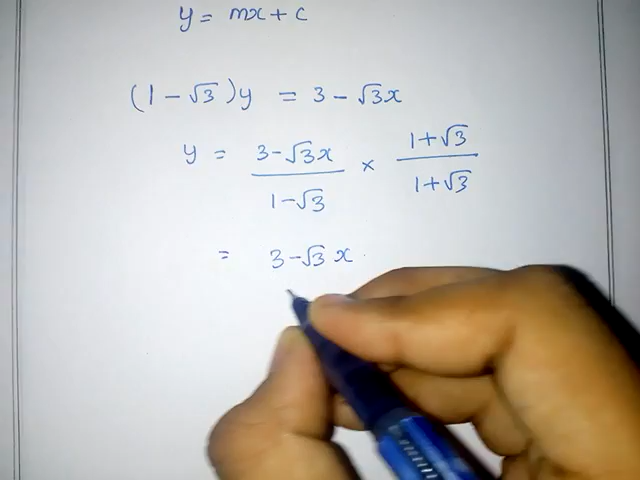 y = mx + c
(1 - √3)y = 3 - √3x
y = (3 - √3x)/(1 - √3) × (1 + √3)/(1 + √3)
= 3 - √3 x